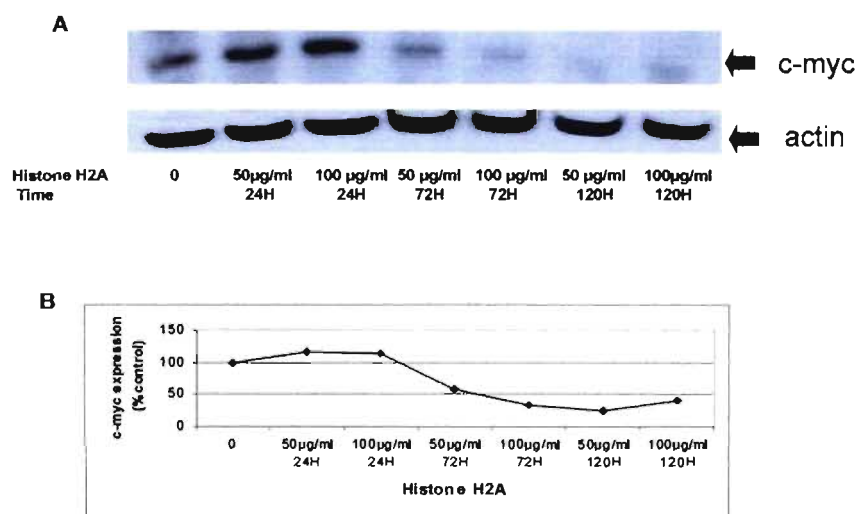 A
c-myc
actin
Histone H2A 0 50µg/ml 100 µg/ml 50 µg/ml 100 µg/ml 50 µg/ml 100µg/ml
Time 24H 24H 72H 72H 120H 120H
B
c-myc expression
(%control)
150
100
50
0
0 50µg/ml 100µg/ml 50µg/ml 100µg/ml 50µg/ml 100µg/ml
24H 24H 72H 72H 120H 120H
Histone H2A